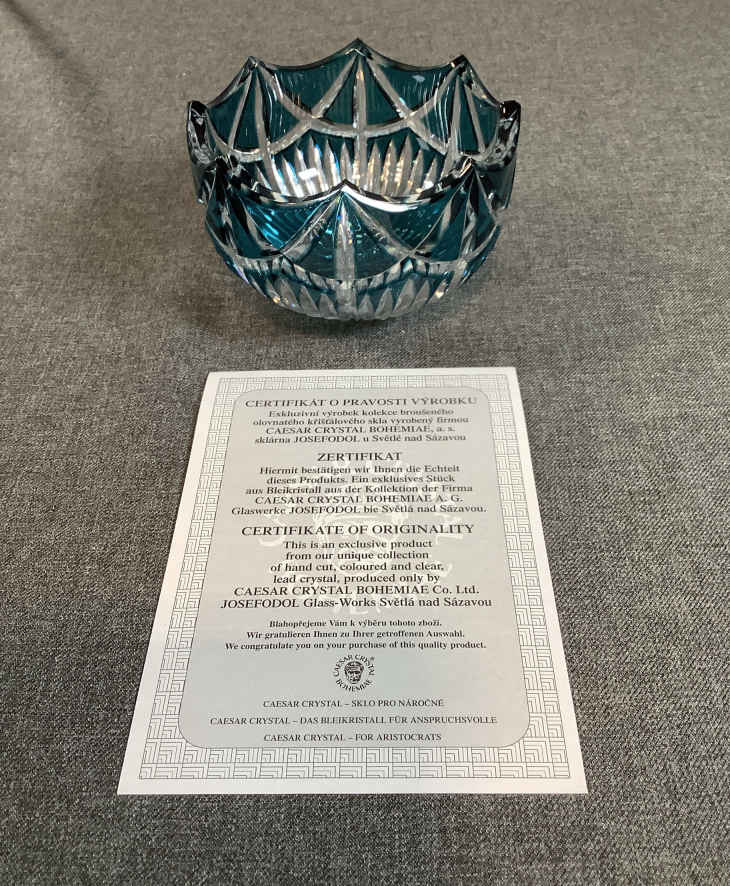 CERTIFIKÁT O PRAVOSTI VÝROBKU
Exkluzivní výrobek kolekce broušeného
olovnatého křišťálového skla vyrobený firmou
CAESAR CRYSTAL BOHEMIAE, a. s.
sklárna JOSEFODOL u Světlé nad Sázavou
ZERTIFIKAT
Hiermit bestätigen wir Ihnen die Echteit
dieses Produkts. Ein exklusives Stück
aus Bleikristall aus der Kollektion der Firma
CAESAR CRYSTAL BOHEMIAE A. G.
Glaswerke JOSEFODOL bie Světlá nad Sázavou.
CERTIFICATE OF ORIGINALITY
This is an exclusive product
from our unique collection
of hand cut, coloured and clear,
lead crystal, produced only by
CAESAR CRYSTAL BOHEMIAE Co. Ltd.
JOSEFODOL Glass-Works Světlá nad Sázavou
Blahopřejeme Vám k výběru tohoto zboží.
Wir gratulieren Ihnen zu Ihrer getroffenen Auswahl.
We congratulate you on your purchase of this quality product.
CAESAR CRYSTAL
BOHEMIAE
®
CAESAR CRYSTAL – SKLO PRO NÁROČNÉ
CAESAR CRYSTAL – DAS BLEIKRISTALL FÜR ANSPRUCHSVOLLE
CAESAR CRYSTAL – FOR ARISTOCRATS